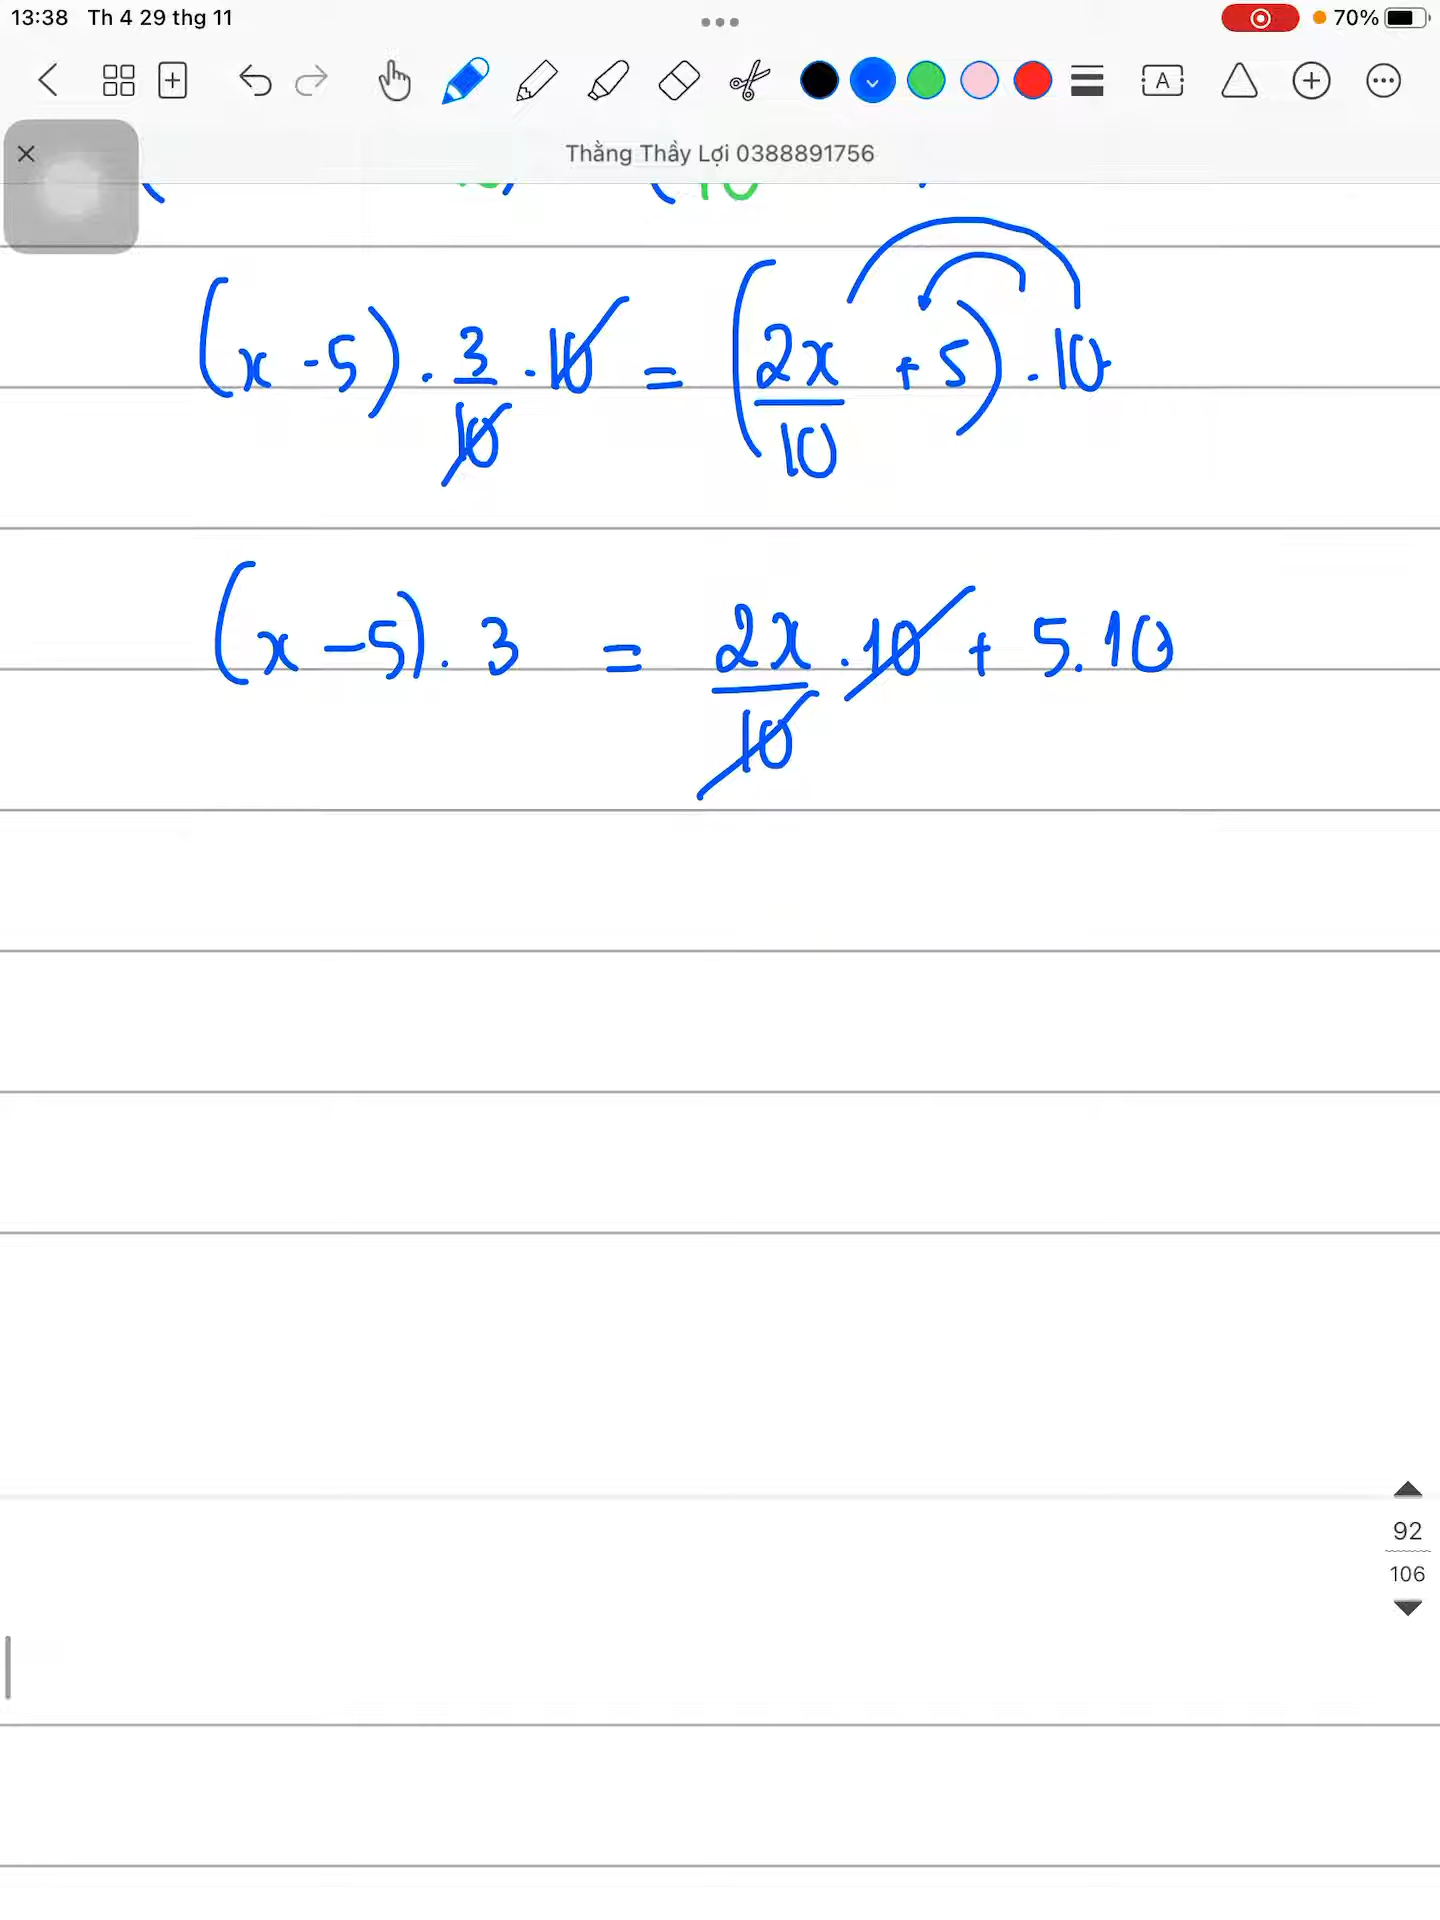 13:38 Th 4 29 thg 11 70%
A
Thằng Thầy Lợi 0388891756
10
(x - 5) . 3/10 . 10 = (2x/10 + 5) . 10
(x - 5) . 3 = 2x/10 . 10 + 5.10
92
106